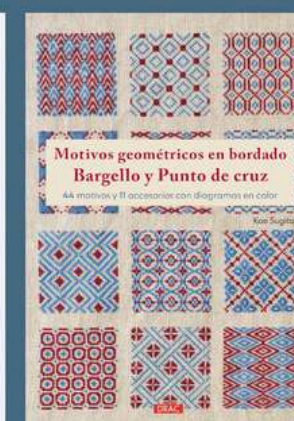 Motivos geométricos en bordado
Bargello y Punto de cruz
44 motivos y 11 accesorios con diagramas en color
Kae Sugita
DRAC